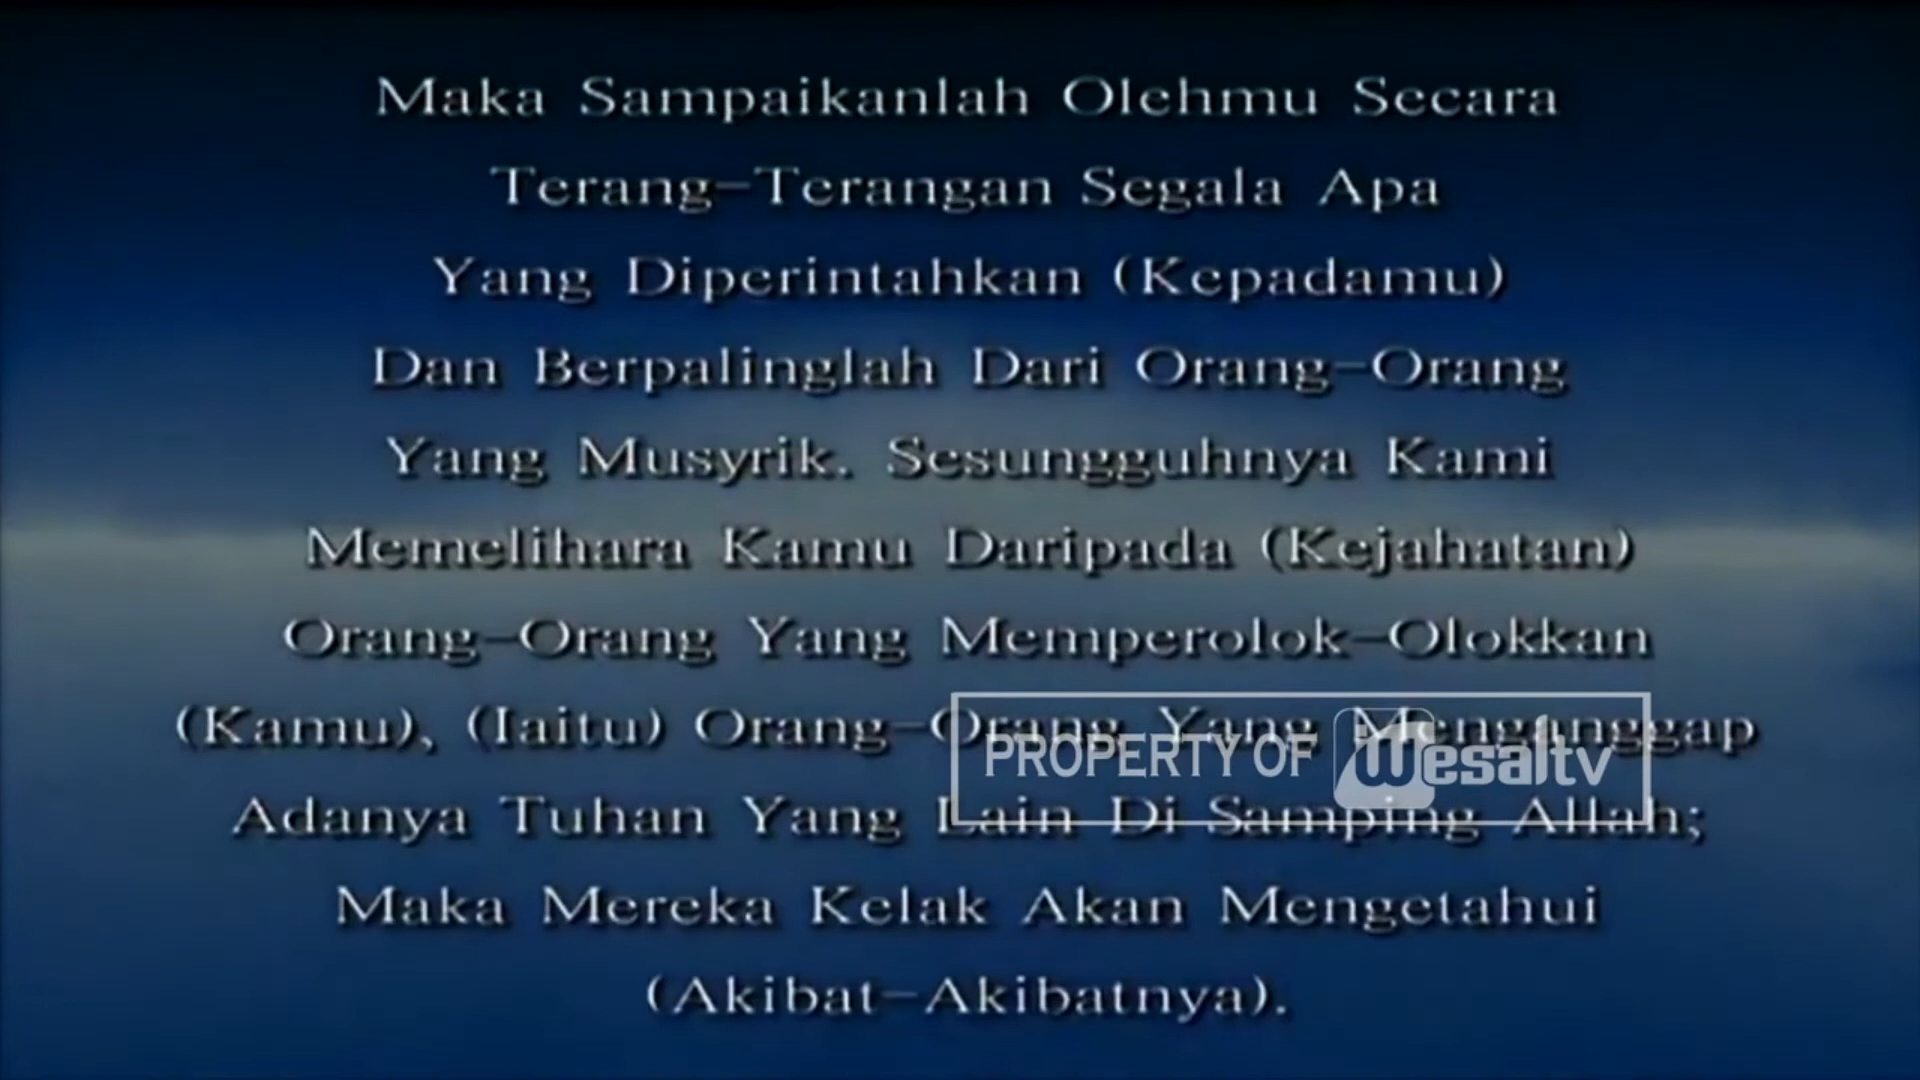 Maka Sampaikanlah Olehmu Secara
Terang-Terangan Segala Apa
Yang Diperintahkan (Kepadamu)
Dan Berpalinglah Dari Orang-Orang
Yang Musyrik. Sesungguhnya Kami
Memelihara Kamu Daripada (Kejahatan)
Orang-Orang Yang Memperolok-Olokkan
(Kamu), (Iaitu) Orang-Orang Yang Menganggap
PROPERTY OF Wesaltv
Adanya Tuhan Yang Lain Di Samping Allah;
Maka Mereka Kelak Akan Mengetahui
(Akibat-Akibatnya).